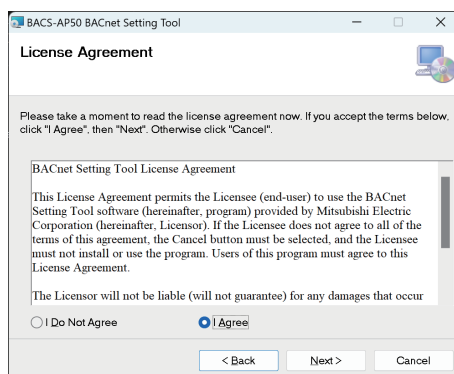 BACS-AP50 BACnet Setting Tool
License Agreement
Please take a moment to read the license agreement now. If you accept the terms below,
click "I Agree", then "Next". Otherwise click "Cancel".
BACnet Setting Tool License Agreement
This License Agreement permits the Licensee (end-user) to use the BACnet
Setting Tool software (hereinafter, program) provided by Mitsubishi Electric
Corporation (hereinafter, Licensor). If the Licensee does not agree to all of the
terms of this agreement, the Cancel button must be selected, and the Licensee
must not install or use the program. Users of this program must agree to this
License Agreement.
The Licensor will not be liable (will not guarantee) for any damages that occur
I Do Not Agree
I Agree
< Back
Next >
Cancel